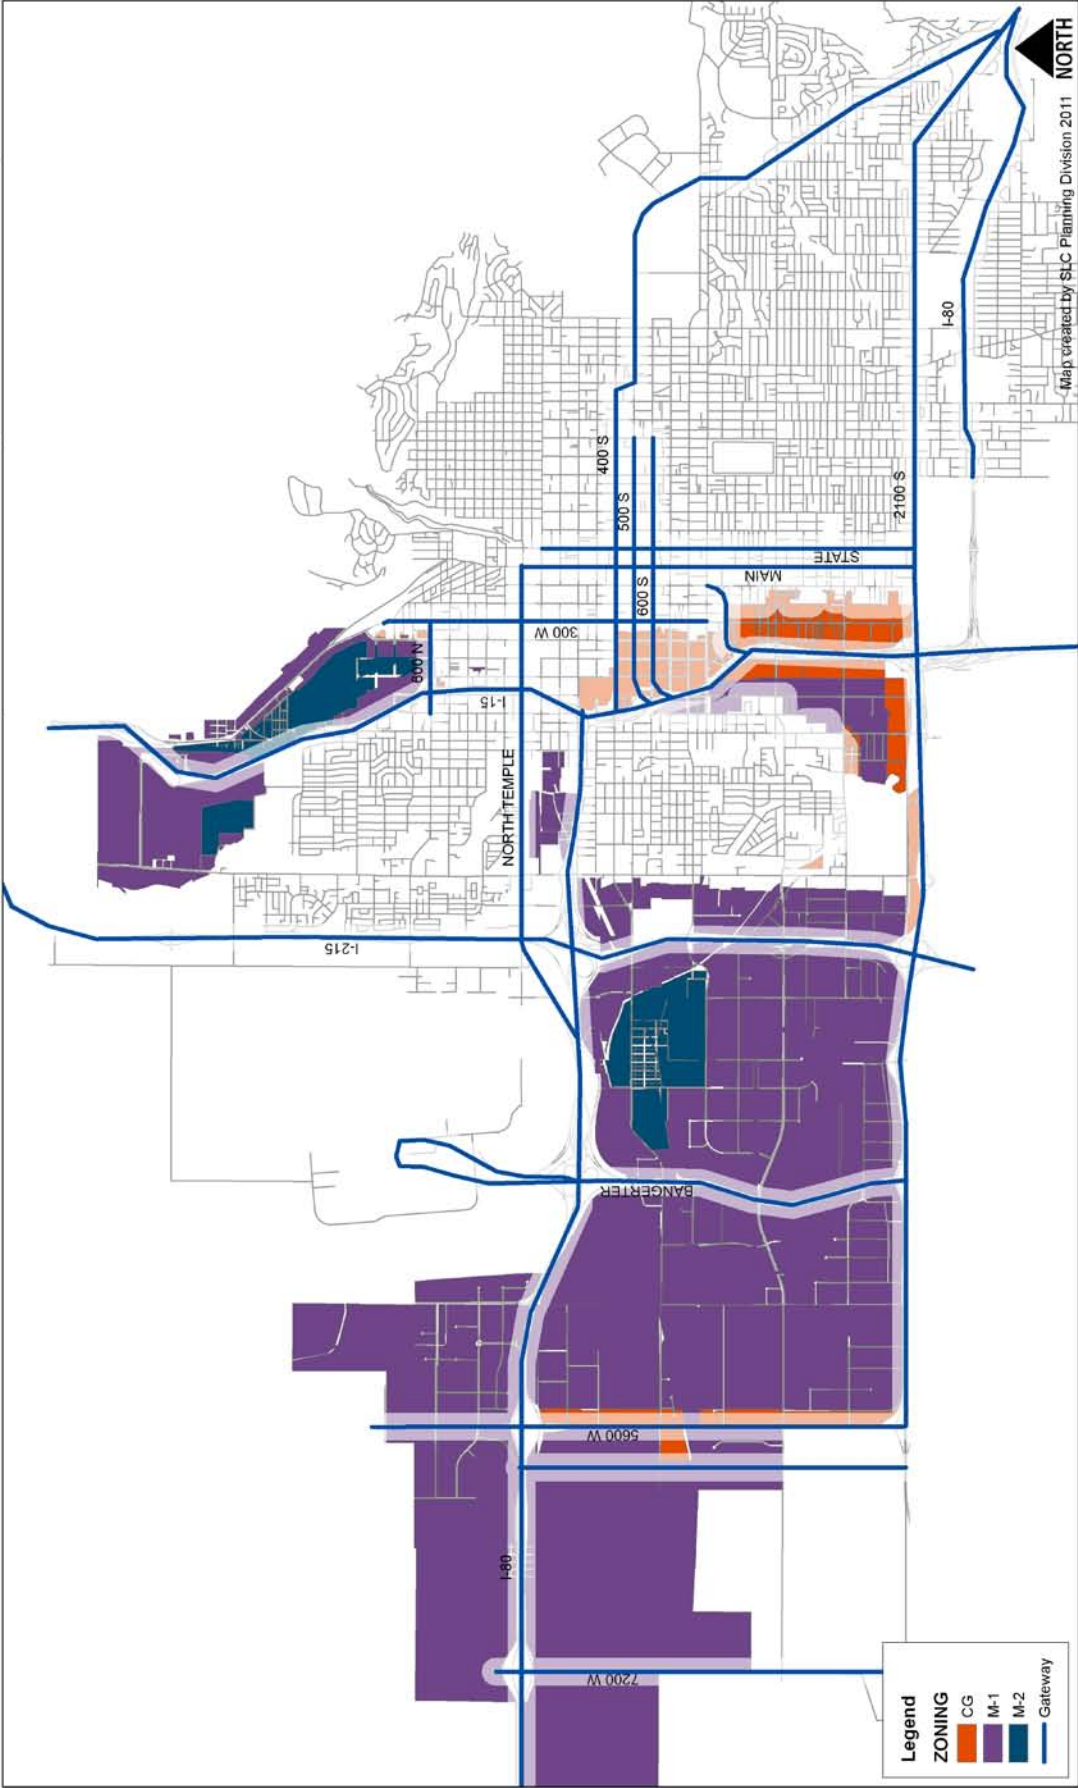 NORTH
Map created by SLC Planning Division 2011
I-80
2100 S
400 S
500 S
600 S
STATE
MAIN
300 W
800 N
I-15
NORTH TEMPLE
I-215
BANGERTER
5600 W
I-80
7200 W
Legend
ZONING
CG
M-1
M-2
Gateway